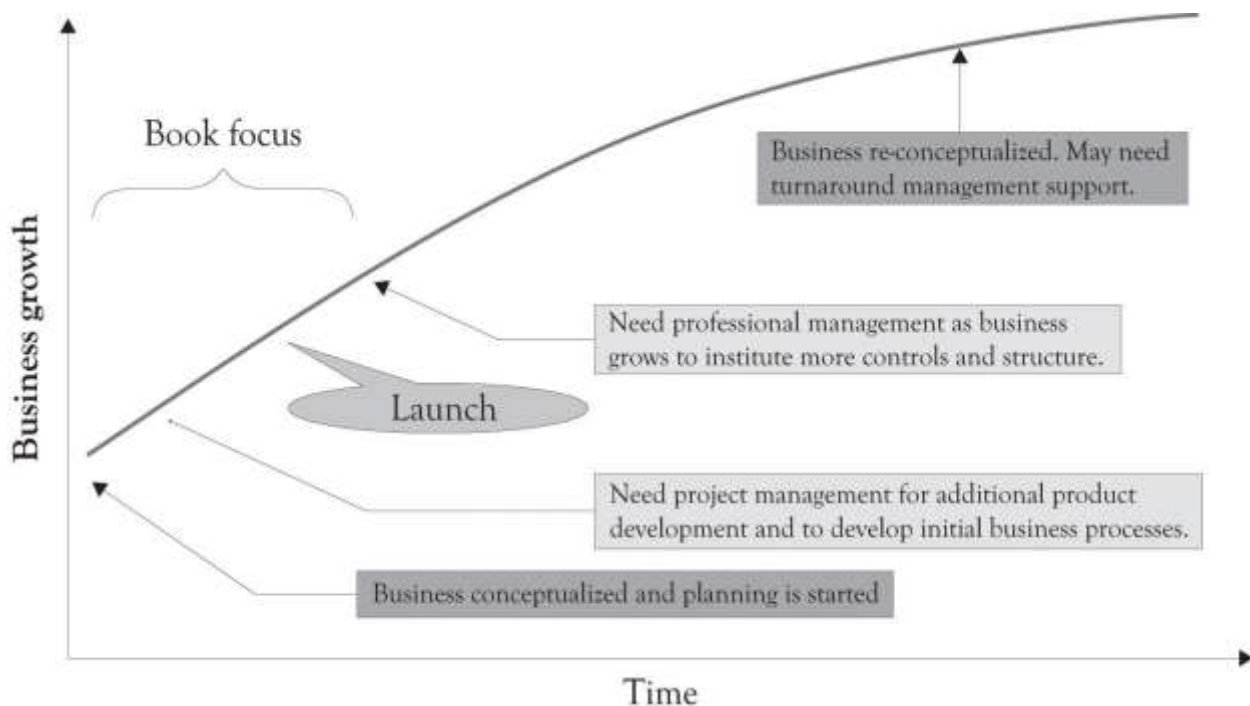 Book focus
Business re-conceptualized. May need
turnaround management support.
Business growth
Need professional management as business
grows to institute more controls and structure.
Launch
Need project management for additional product
development and to develop initial business processes.
Business conceptualized and planning is started
Time